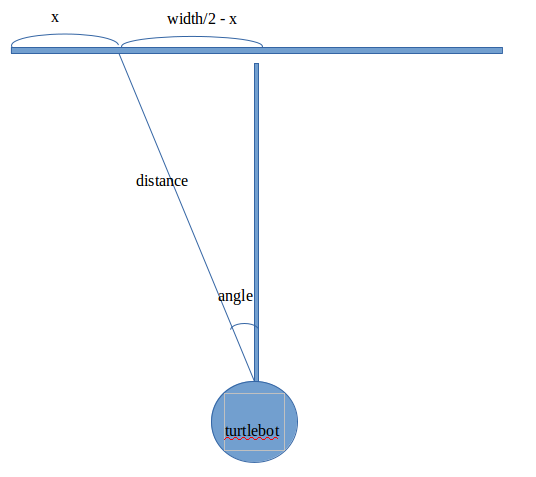 x
width/2 - x
distance
angle
turtlebot